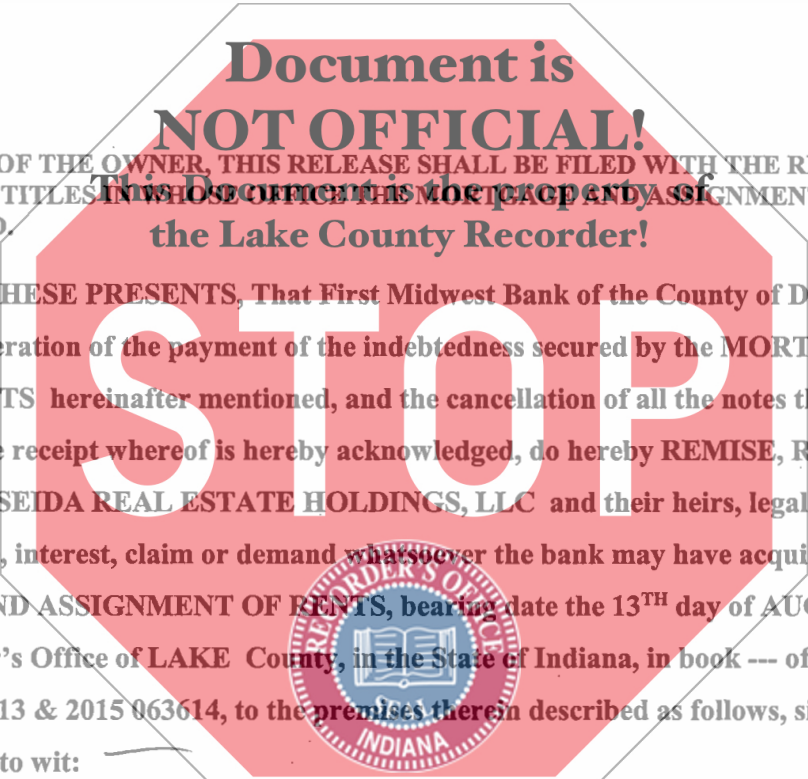 Document is
NOT OFFICIAL!
OF THE OWNER, THIS RELEASE SHALL BE FILED WITH THE R
This Document is the property of
TITLES IN WHOSE OFFICE THE MORTGAGE AND ASSIGNMEN
the Lake County Recorder!
HESE PRESENTS, That First Midwest Bank of the County of D
eration of the payment of the indebtedness secured by the MORT
STOP
TS hereinafter mentioned, and the cancellation of all the notes t
receipt whereof is hereby acknowledged, do hereby REMISE, R
SEIDA REAL ESTATE HOLDINGS, LLC and their heirs, legal
, interest, claim or demand whatsoever the bank may have acqui
ND ASSIGNMENT OF RENTS, bearing date the 13TH day of AUG
's Office of LAKE County, in the State of Indiana, in book --- of
13 & 2015 063614, to the premises therein described as follows, si
to wit:
RECORDER'S OFFICE
SEAL
INDIANA